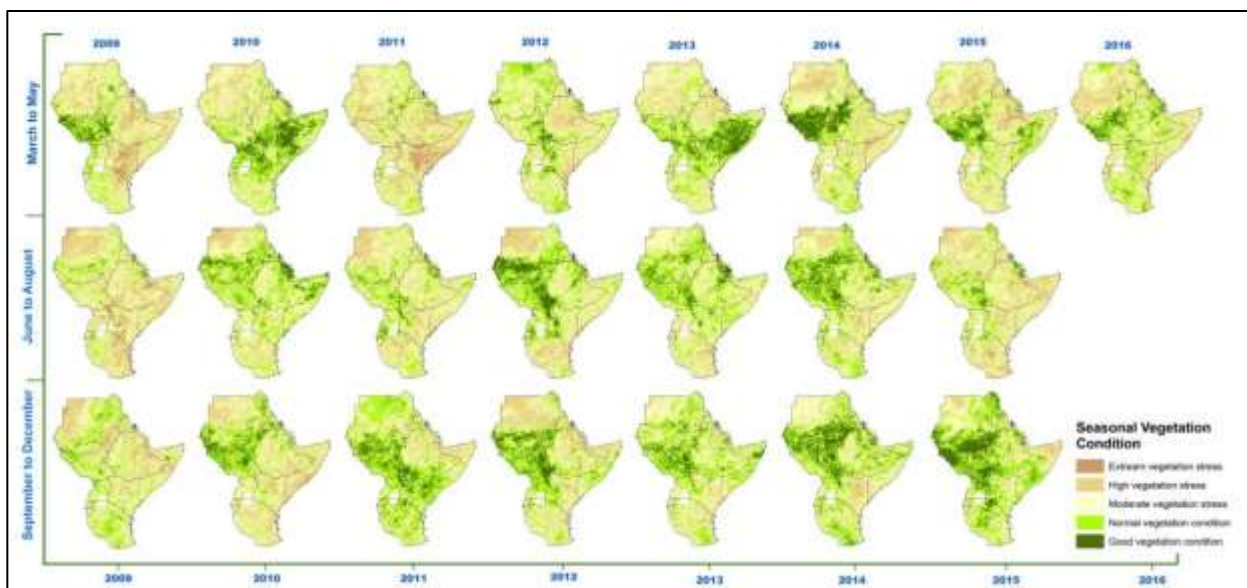 2009 2010 2011 2012 2013 2014 2015 2016
March to May
June to August
September to December
Seasonal Vegetation
Condition
Extream vegetation stress
High vegetation stress
Moderate vegetation stress
Normal vegetation condition
Good vegetation condition
2009 2010 2011 2012 2013 2014 2015 2016